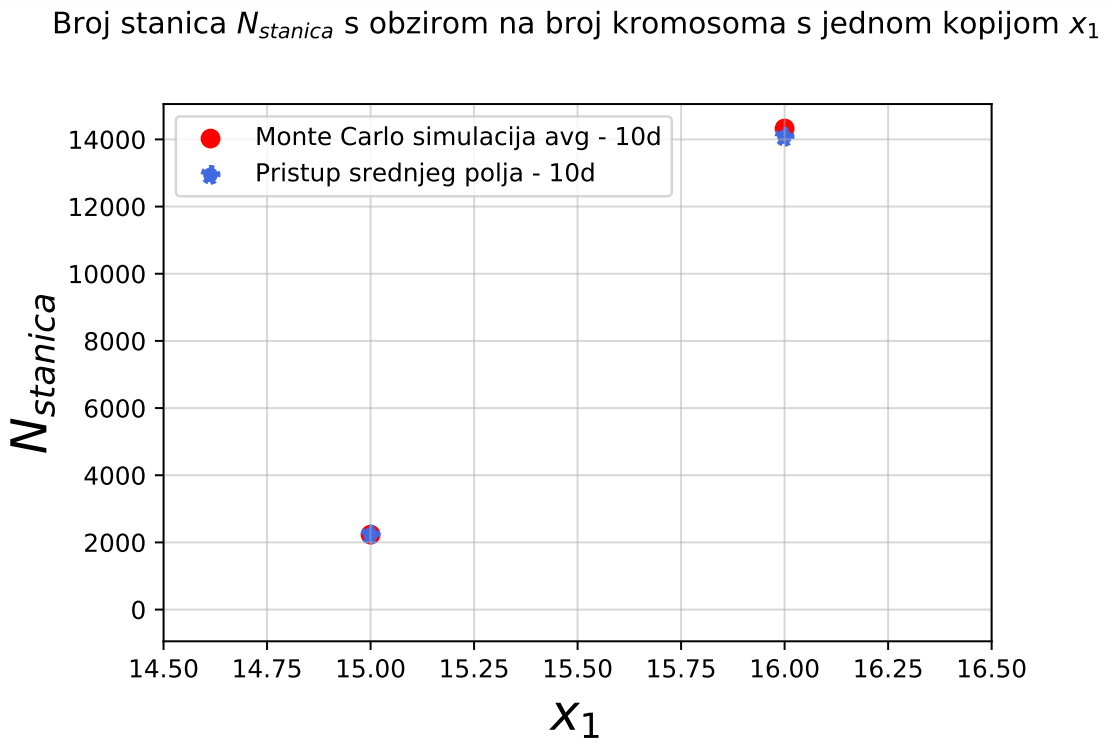 Broj stanica N_stanica s obzirom na broj kromosoma s jednom kopijom x_1
Monte Carlo simulacija avg - 10d
Pristup srednjeg polja - 10d
14000
12000
10000
8000
6000
4000
2000
0
N_stanica
14.50 14.75 15.00 15.25 15.50 15.75 16.00 16.25 16.50
x_1